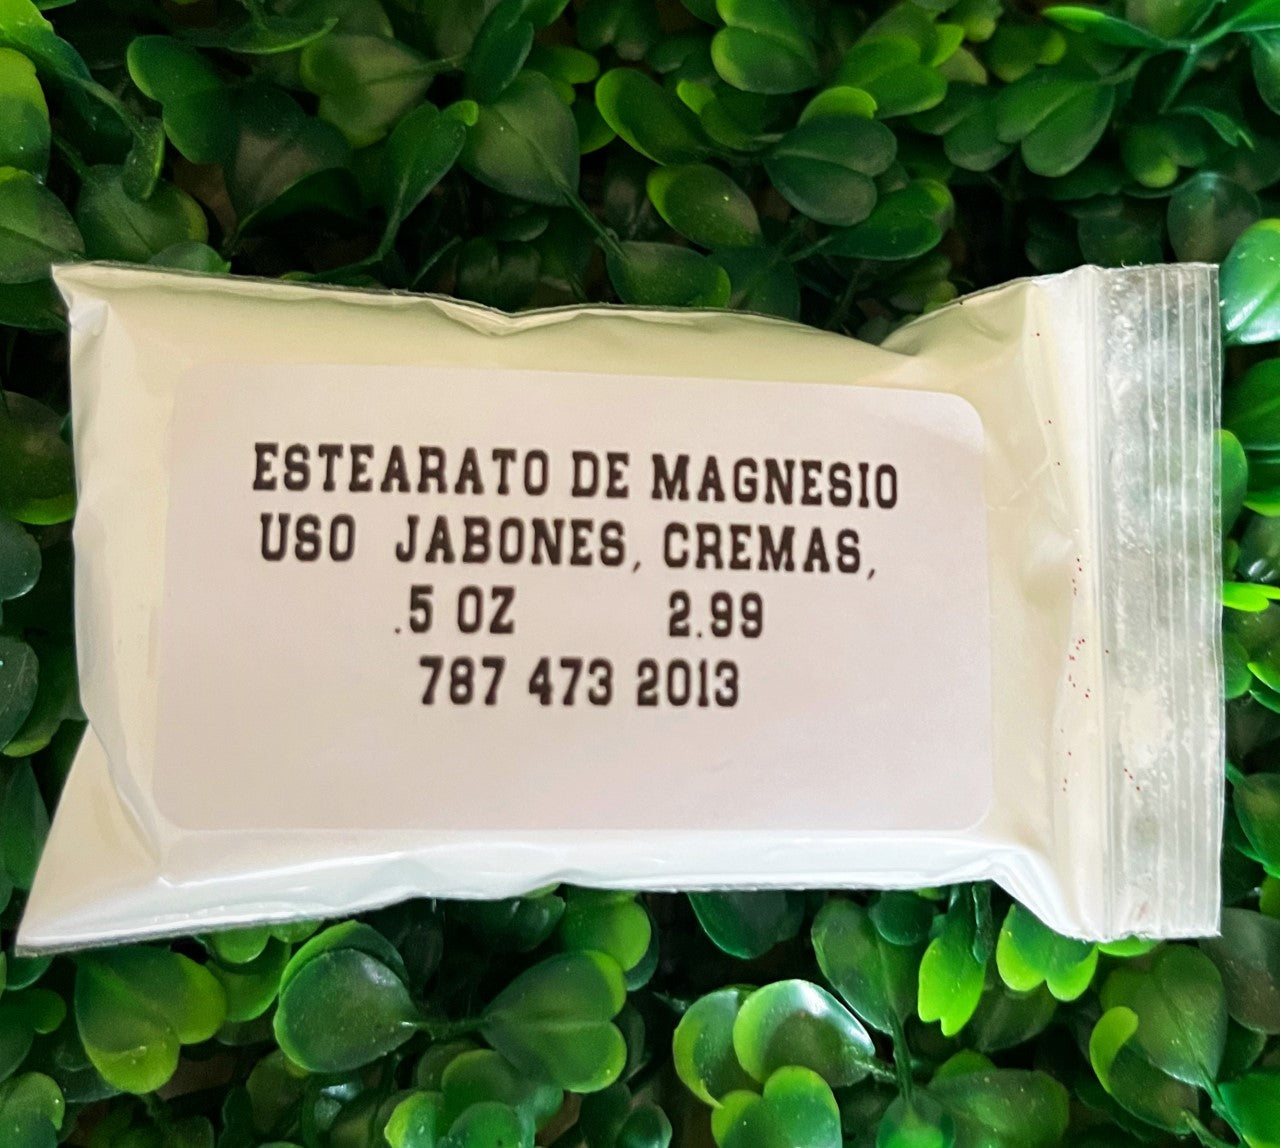 ESTEARATO DE MAGNESIO
USO JABONES, CREMAS,
.5 OZ 2.99
787 473 2013